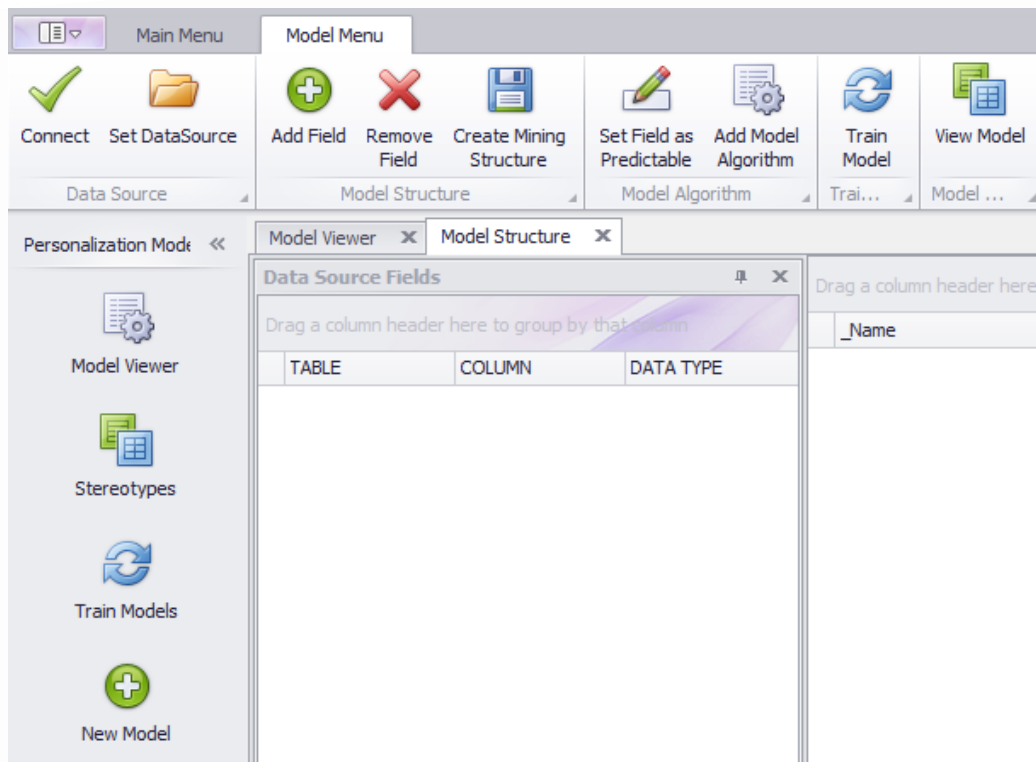 Main Menu
Model Menu
Connect
Set DataSource
Add Field
Remove
Field
Create Mining
Structure
Set Field as
Predictable
Add Model
Algorithm
Train
Model
View Model
Data Source
Model Structure
Model Algorithm
Trai...
Model ...
Personalization Mode
Model Viewer
Model Structure
Data Source Fields
Drag a column header here to group by that column
TABLE
COLUMN
DATA TYPE
Drag a column header here
_Name
Model Viewer
Stereotypes
Train Models
New Model